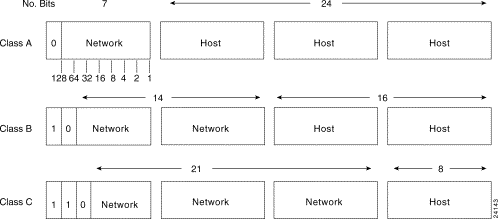 No. Bits 7 24
Class A 0 Network Host Host Host
128 64 32 16 8 4 2 1
14 16
Class B 1 0 Network Network Host Host
21 8
Class C 1 1 0 Network Network Network Host
24143